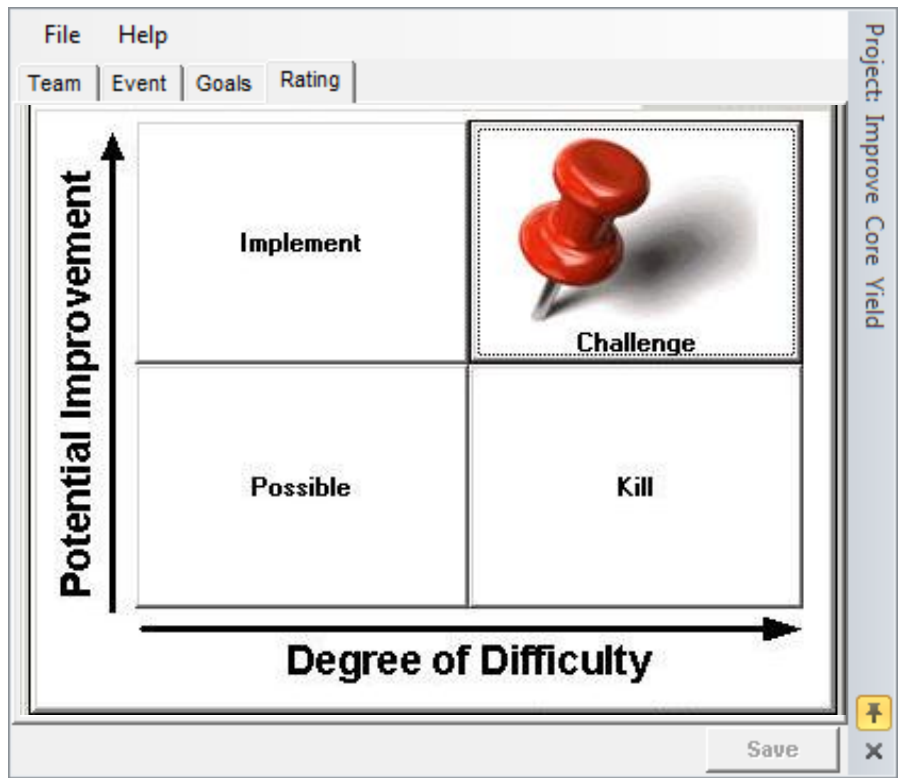 File Help
Team Event Goals Rating
Project: Improve Core Yield
Potential Improvement
Implement
Challenge
Possible
Kill
Degree of Difficulty
Save